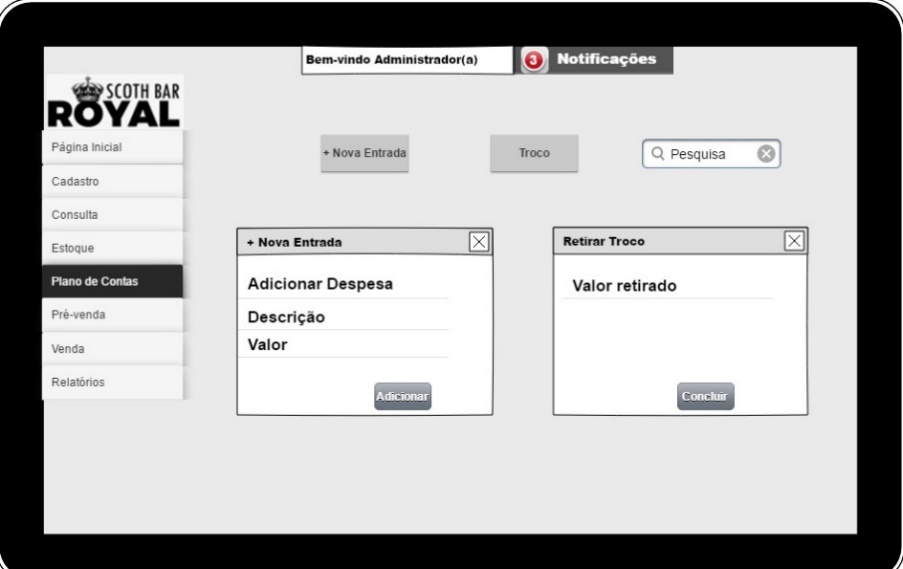 Bem-vindo Administrador(a)
3 Notificações
SCOTH BAR
ROYAL
Página Inicial
Cadastro
Consulta
Estoque
Plano de Contas
Pré-venda
Venda
Relatórios
+ Nova Entrada
Troco
Pesquisa
+ Nova Entrada
Adicionar Despesa
Descrição
Valor
Adicionar
Retirar Troco
Valor retirado
Concluir